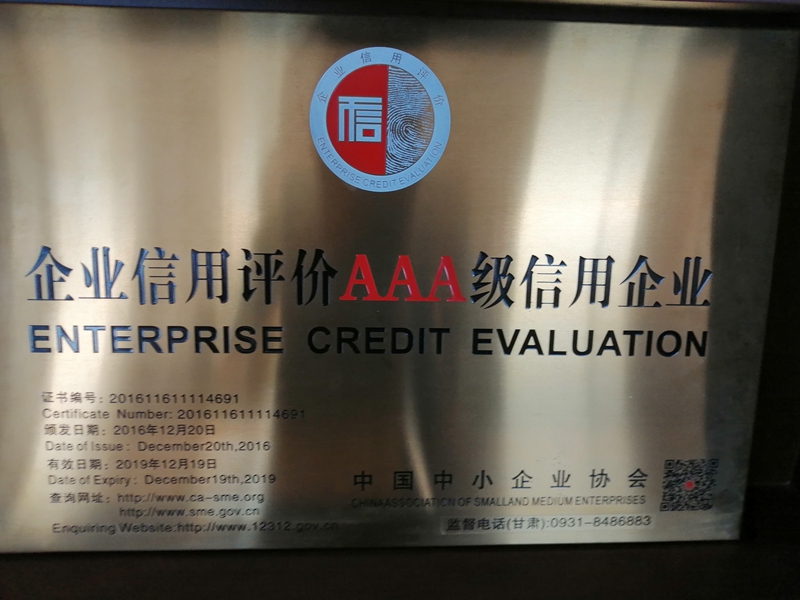 企业信用评价
信
ENTERPRISE CREDIT EVALUATION
企业信用评价AAA级信用企业
ENTERPRISE CREDIT EVALUATION
证书编号：201611611114691
Certificate Number: 201611611114691
颁发日期：2016年12月20日
Date of Issue：December20th,2016
有效日期：2019年12月19日
Date of Expiry：December19th,2019
查询网址：http://www.ca-sme.org
http://www.sme.gov.cn
Enquiring Website:http://www.12312.gov.cn
中国中小企业协会
CHINAASSOCIATION OF SMALLAND MEDIUM ENTERPRISES
监督电话(甘肃):0931-8486883